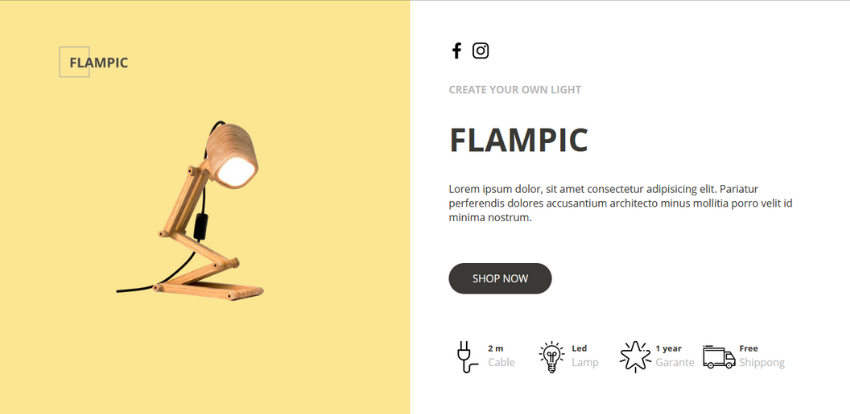 FLAMPIC
CREATE YOUR OWN LIGHT
FLAMPIC
Lorem ipsum dolor, sit amet consectetur adipisicing elit. Pariatur
perferendis dolores accusantium architecto minus mollitia porro velit id
minima nostrum.
SHOP NOW
2 m
Cable
Led
Lamp
1 year
Garante
Free
Shippong